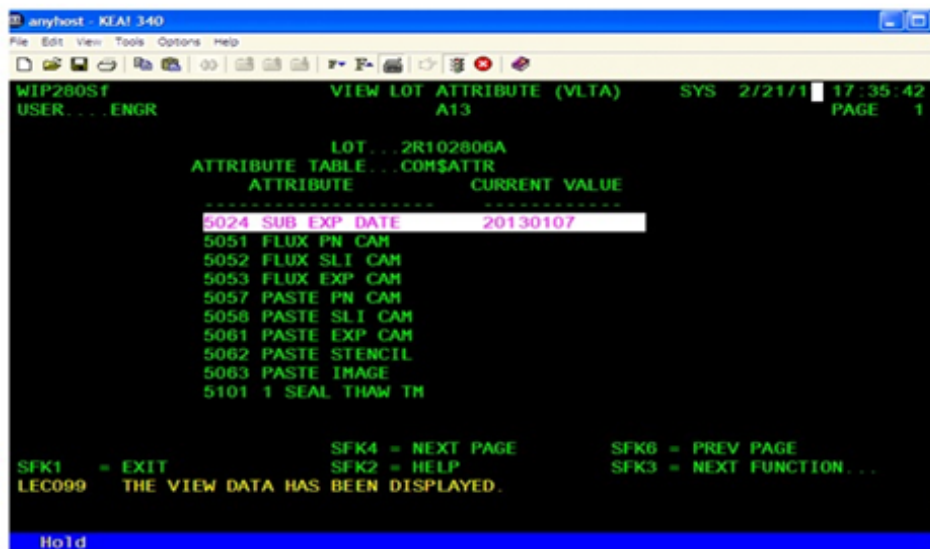 anyhost - KEA! 340
File Edit View Tools Options Help
WIP280Sf VIEW LOT ATTRIBUTE (VLTA) SYS 2/21/1 17:35:42
USER....ENGR A13 PAGE 1
LOT...2R102806A
ATTRIBUTE TABLE...COM$ATTR
ATTRIBUTE CURRENT VALUE
-------------------- ------------
5024 SUB EXP DATE 20130107
5051 FLUX PN CAM
5052 FLUX SLI CAM
5053 FLUX EXP CAM
5057 PASTE PN CAM
5058 PASTE SLI CAM
5061 PASTE EXP CAM
5062 PASTE STENCIL
5063 PASTE IMAGE
5101 1 SEAL THAW TM
SFK4 = NEXT PAGE SFK6 = PREV PAGE
SFK1 = EXIT SFK2 = HELP SFK3 = NEXT FUNCTION...
LEC099 THE VIEW DATA HAS BEEN DISPLAYED.
Hold